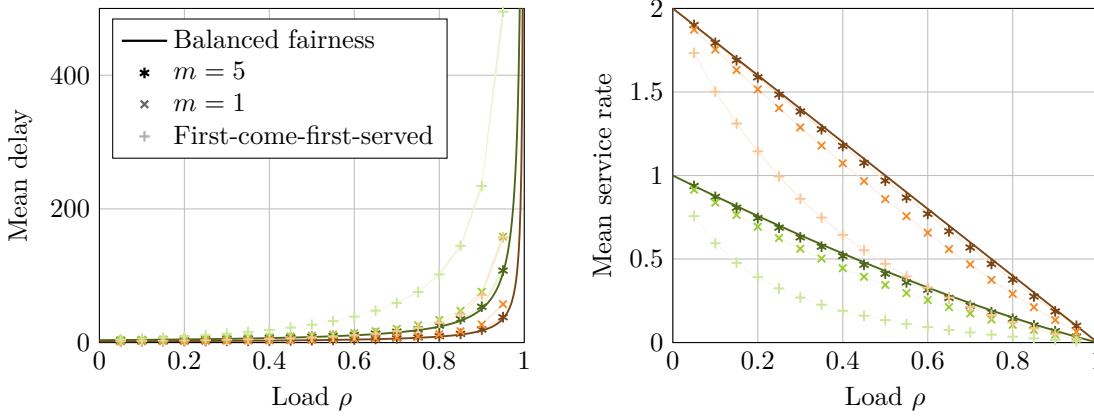 Balanced fairness
m = 5
m = 1
First-come-first-served
400
200
0
0
0.2
0.4
0.6
0.8
1
Mean delay
Load ρ
2
1.5
1
0.5
0
0
0.2
0.4
0.6
0.8
1
Mean service rate
Load ρ